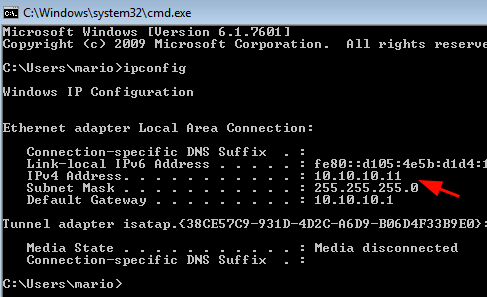 C:\Windows\system32\cmd.exe
Microsoft Windows [Version 6.1.7601]
Copyright (c) 2009 Microsoft Corporation. All rights
C:\Users\mario>ipconfig
Windows IP Configuration
Ethernet adapter Local Area Connection:
Connection-specific DNS Suffix . :
Link-local IPv6 Address . . . . . : fe80::d105:4e5b:d1d4:1
IPv4 Address. . . . . . . . . . . : 10.10.10.11
Subnet Mask . . . . . . . . . . . : 255.255.255.0
Default Gateway . . . . . . . . . : 10.10.10.1
Tunnel adapter isatap.{38CE57C9-931D-4D2C-A6D9-B06D4F33B9E0}:
Media State . . . . . . . . . . . : Media disconnected
Connection-specific DNS Suffix . :
C:\Users\mario>